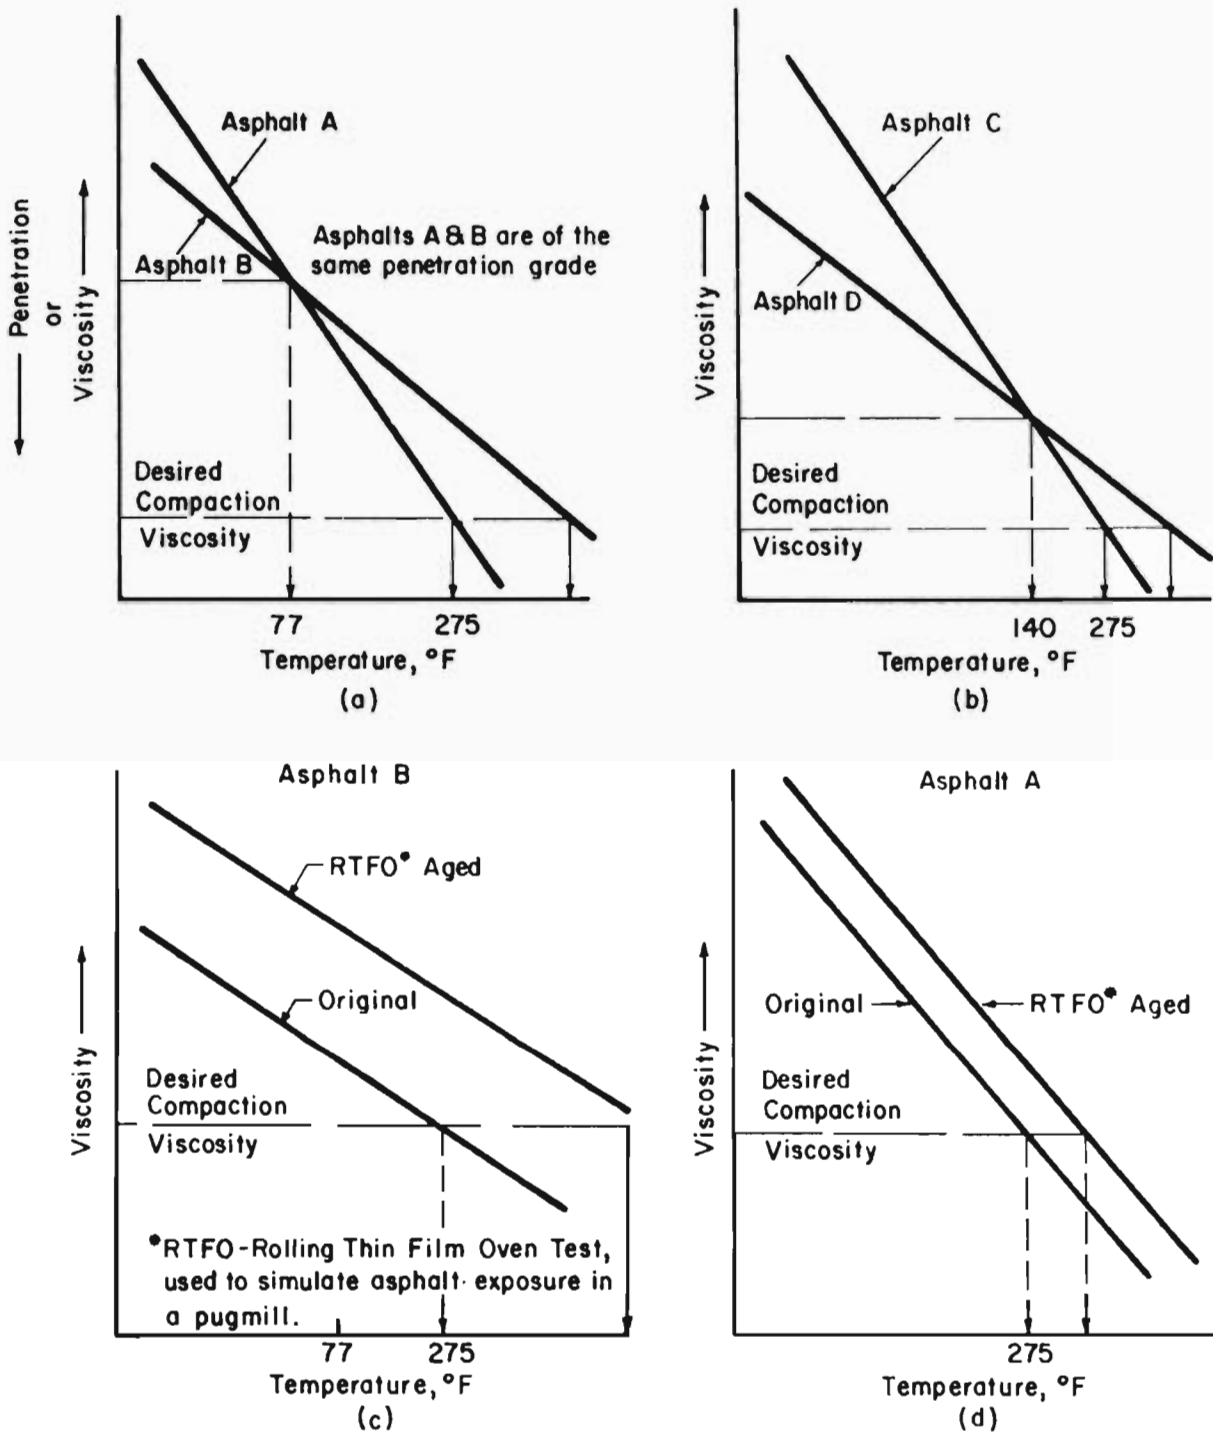 Asphalt A
Asphalt B
Asphalts A & B are of the
same penetration grade
Penetration
or
Viscosity
Desired
Compaction
Viscosity
77
275
Temperature, °F
(a)
Asphalt C
Asphalt D
Viscosity
Desired
Compaction
Viscosity
140
275
Temperature, °F
(b)
Asphalt B
RTFO* Aged
Original
Viscosity
Desired
Compaction
Viscosity
*RTFO-Rolling Thin Film Oven Test,
used to simulate asphalt exposure in
a pugmill.
77
275
Temperature, °F
(c)
Asphalt A
Original
RTFO* Aged
Viscosity
Desired
Compaction
Viscosity
275
Temperature, °F
(d)